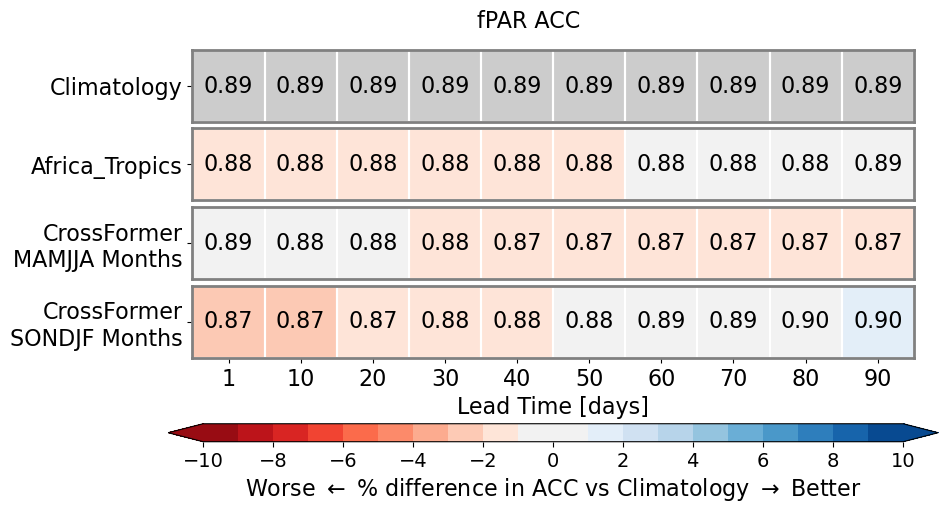 fPAR ACC
Climatology 0.89 0.89 0.89 0.89 0.89 0.89 0.89 0.89 0.89 0.89
Africa_Tropics 0.88 0.88 0.88 0.88 0.88 0.88 0.88 0.88 0.88 0.89
CrossFormer
MAMJJA Months 0.89 0.88 0.88 0.88 0.87 0.87 0.87 0.87 0.87 0.87
CrossFormer
SONDJF Months 0.87 0.87 0.87 0.88 0.88 0.88 0.89 0.89 0.90 0.90
1 10 20 30 40 50 60 70 80 90
Lead Time [days]
−10 −8 −6 −4 −2 0 2 4 6 8 10
Worse ← % difference in ACC vs Climatology → Better